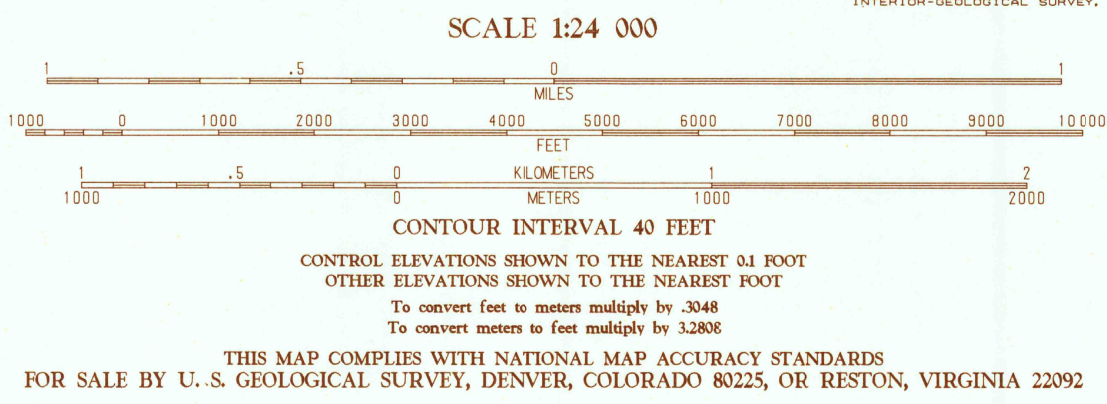 INTERIOR-GEOLOGICAL SURVEY,
SCALE 1:24 000
1 .5 0 1
MILES
1000 0 1000 2000 3000 4000 5000 6000 7000 8000 9000 10000
FEET
1 .5 0 KILOMETERS 1 2
1000 0 METERS 1000 2000
CONTOUR INTERVAL 40 FEET
CONTROL ELEVATIONS SHOWN TO THE NEAREST 0.1 FOOT
OTHER ELEVATIONS SHOWN TO THE NEAREST FOOT
To convert feet to meters multiply by .3048
To convert meters to feet multiply by 3.2808
THIS MAP COMPLIES WITH NATIONAL MAP ACCURACY STANDARDS
FOR SALE BY U. S. GEOLOGICAL SURVEY, DENVER, COLORADO 80225, OR RESTON, VIRGINIA 22092